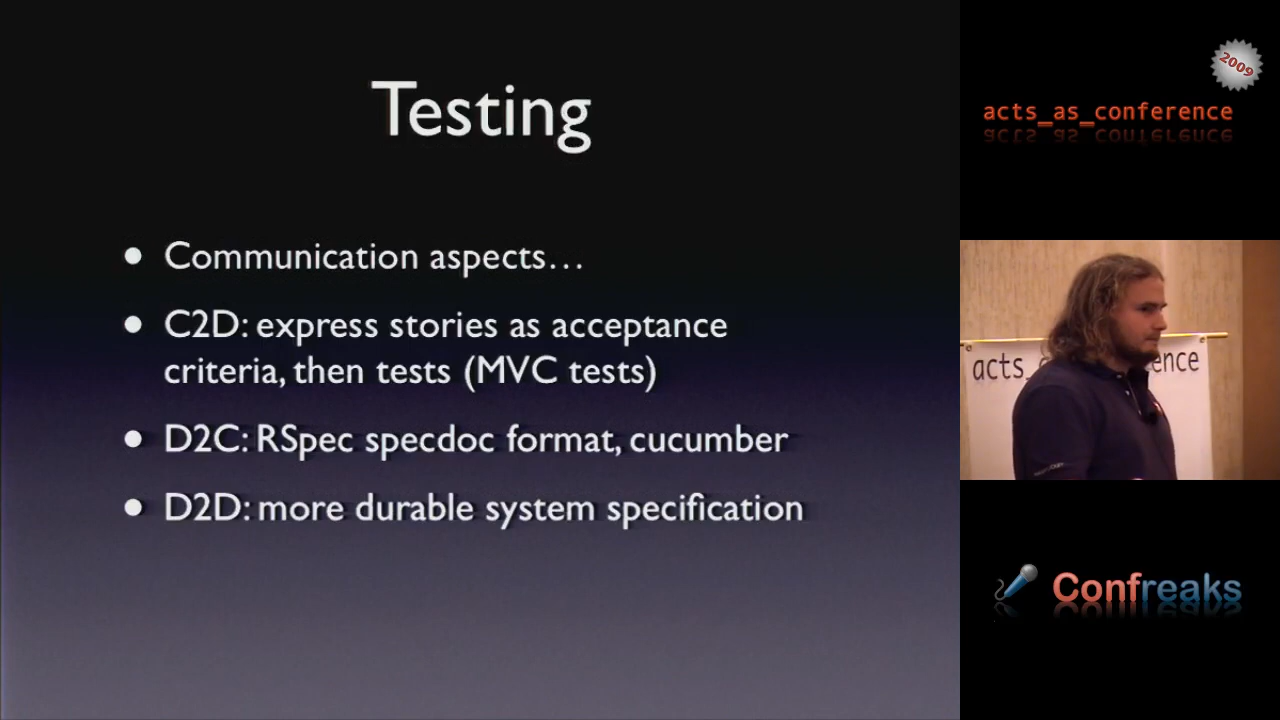 Testing
• Communication aspects…
• C2D: express stories as acceptance
criteria, then tests (MVC tests)
• D2C: RSpec specdoc format, cucumber
• D2D: more durable system specification
2009
acts_as_conference
acts
ence
Confreaks